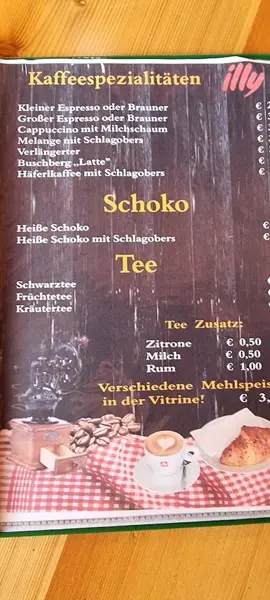 Kaffeespezialitäten illy
Kleiner Espresso oder Brauner €
Großer Espresso oder Brauner €
Cappuccino mit Milchschaum €
Melange mit Schlagobers €
Verlängerter €
Buschberg „Latte” €
Häferlkaffee mit Schlagobers €
Schoko
Heiße Schoko €
Heiße Schoko mit Schlagobers €
Tee
Schwarztee
Früchtetee
Kräutertee
Tee Zusatz:
Zitrone € 0,50
Milch € 0,50
Rum € 1,00
Verschiedene Mehlspeis
in der Vitrine! € 3,
illy